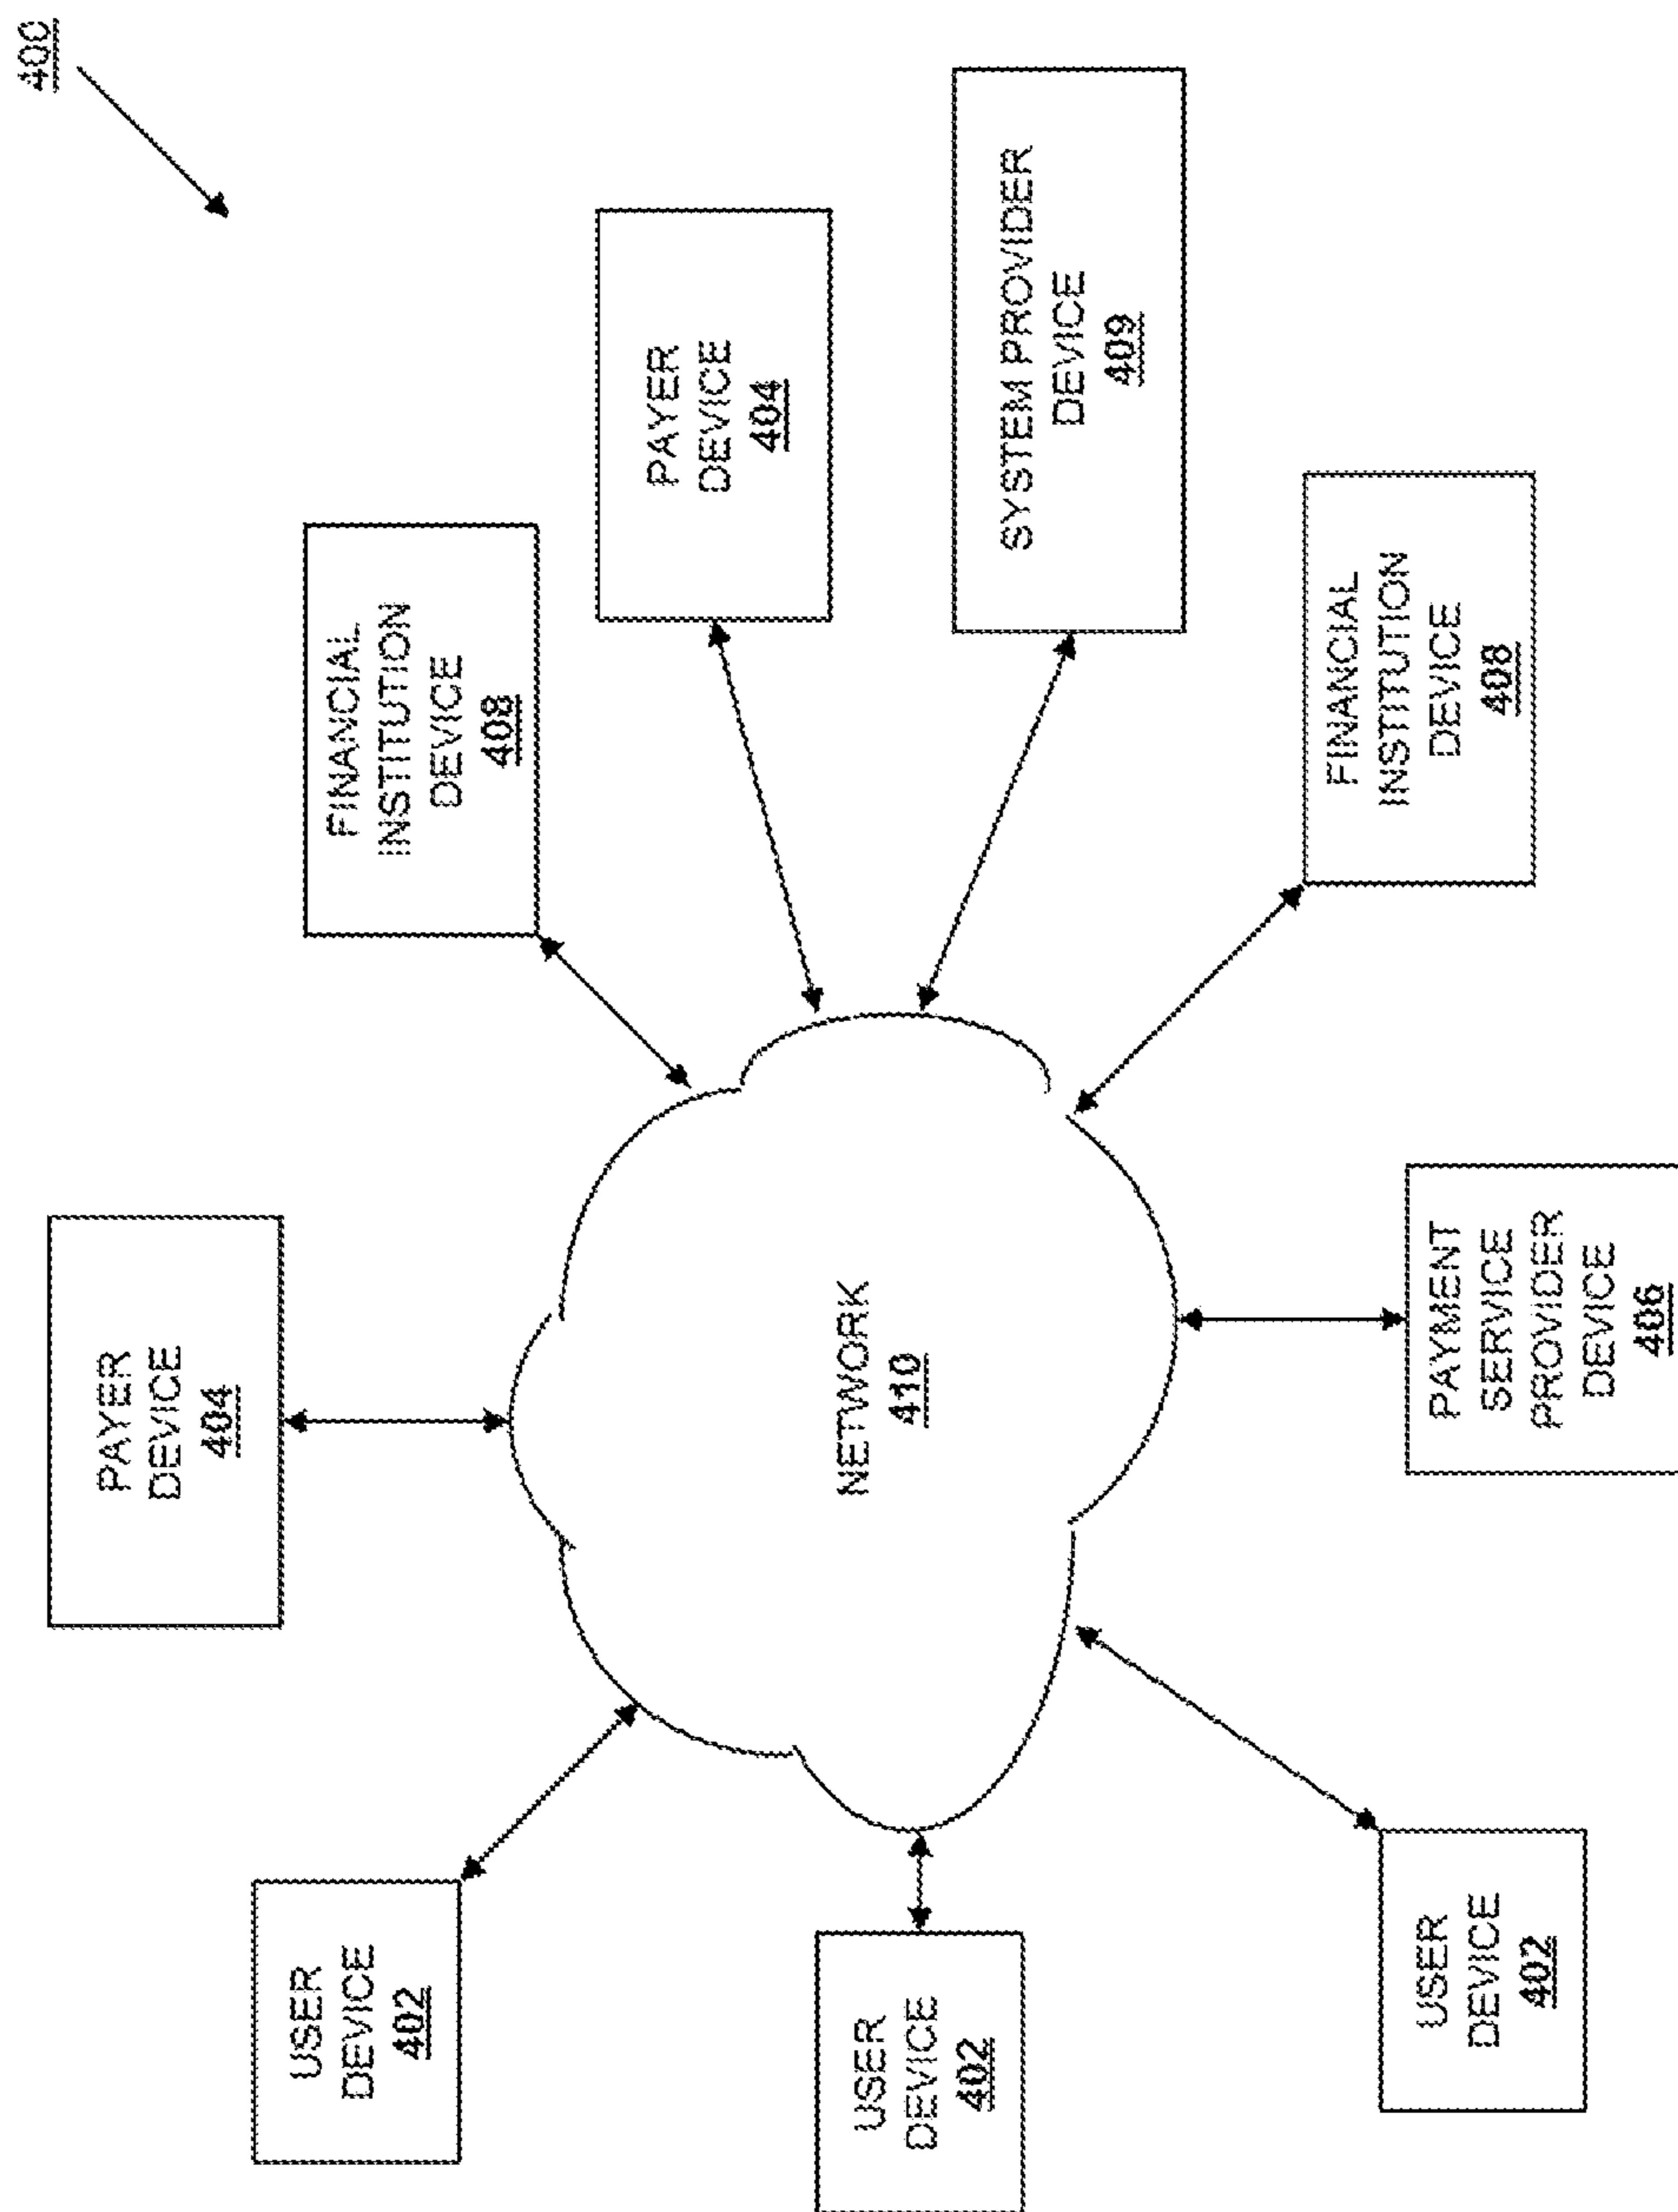 400
PAYER
DEVICE
404
USER
DEVICE
402
FINANCIAL
INSTITUTION
DEVICE
408
PAYER
DEVICE
404
USER
DEVICE
402
NETWORK
410
SYSTEM PROVIDER
DEVICE
409
USER
DEVICE
402
PAYMENT
SERVICE
PROVIDER
DEVICE
406
FINANCIAL
INSTITUTION
DEVICE
408